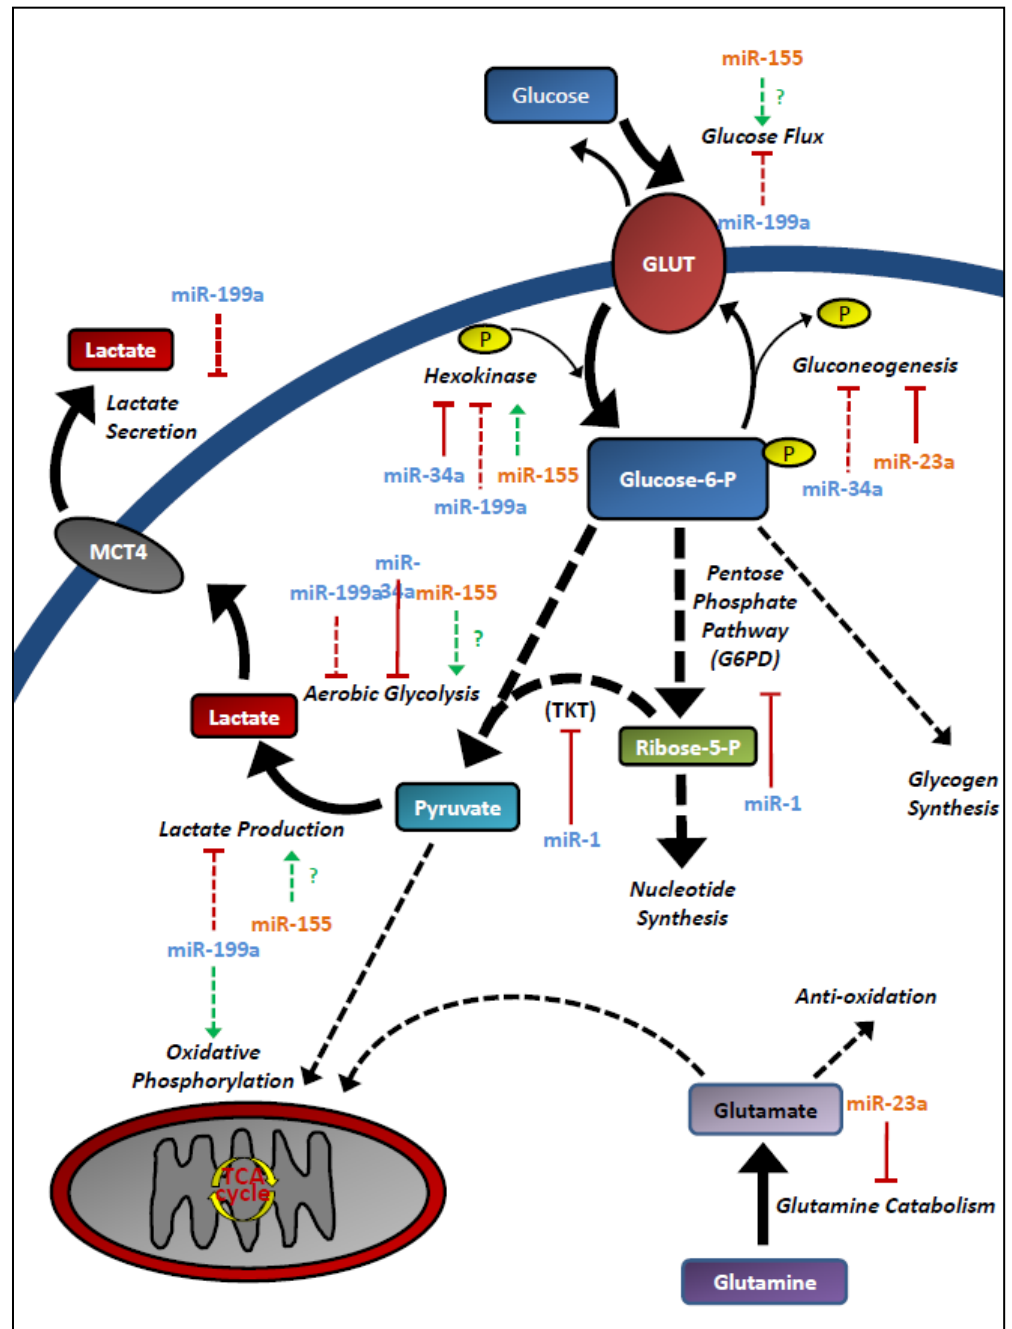 miR-155
Glucose
?
Glucose Flux
miR-199a
GLUT
miR-199a
P
P
Lactate
Gluconeogenesis
Hexokinase
Lactate
Secretion
P
miR-23a
miR-34a
miR-155
Glucose-6-P
miR-34a
miR-199a
MCT4
miR-
34a
miR-199a
miR-155
Pentose
Phosphate
Pathway
(G6PD)
?
Aerobic Glycolysis
(TKT)
Lactate
Ribose-5-P
Glycogen
Synthesis
Pyruvate
miR-1
Lactate Production
miR-1
?
Nucleotide
Synthesis
miR-155
miR-199a
Anti-oxidation
Oxidative
Phosphorylation
Glutamate
miR-23a
TCA
cycle
Glutamine Catabolism
Glutamine